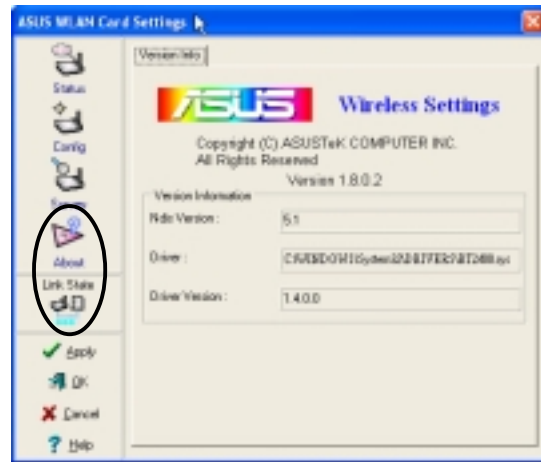 ASUS WLAN Card Settings
Status
Config
Survey
About
Link State
Apply
OK
Cancel
Help
Version Info
ASUS Wireless Settings
Copyright (C) ASUSTeK COMPUTER INC.
All Rights Reserved
Version 1.8.0.2
Version Information
Ndis Version : 5.1
Driver :
Driver Version : 1.4.0.0